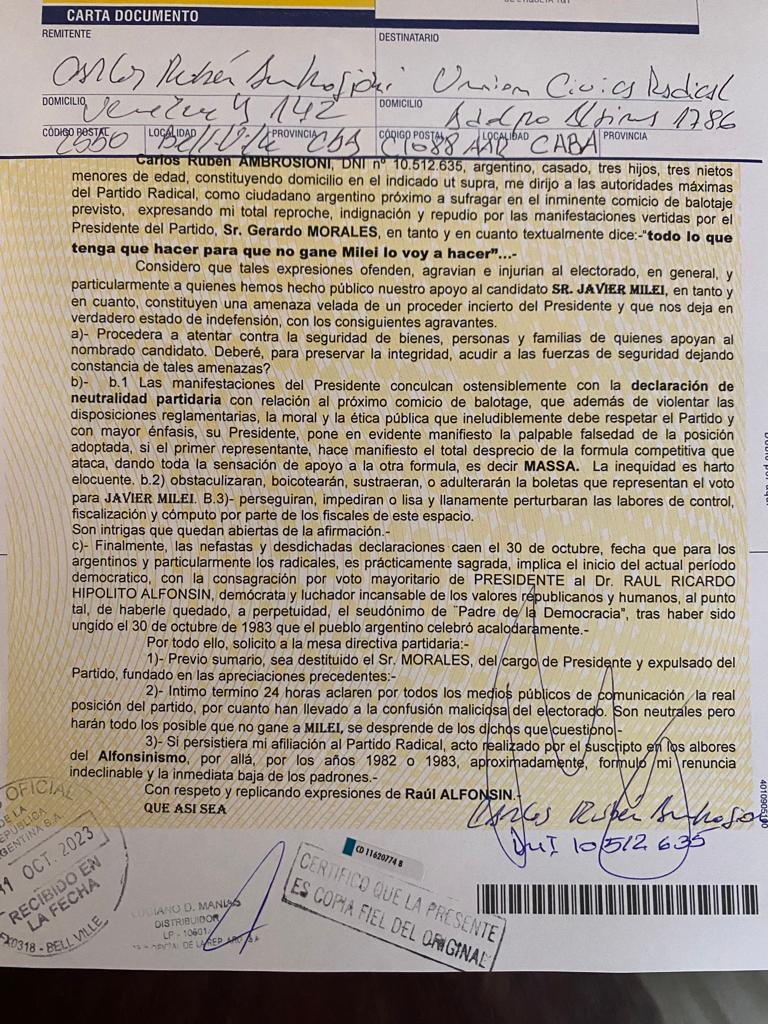 CARTA DOCUMENTO
REMITENTE
DESTINATARIO
Carlos Rubén Ambrosioni
Union Civica Radical
DOMICILIO
142
DOMICILIO
Adolfo Alsina 1786
CÓDIGO POSTAL
2550
LOCALIDAD
Bell Ville
PROVINCIA
CBA
CÓDIGO POSTAL
C1088AAB
LOCALIDAD
CABA
PROVINCIA
Carlos Ruben AMBROSIONI, DNI nº 10.512.635, argentino, casado, tres hijos, tres nietos
menores de edad, constituyendo domicilio en el indicado ut supra, me dirijo a las autoridades máximas
del Partido Radical, como ciudadano argentino próximo a sufragar en el inminente comicio de balotaje
previsto, expresando mi total reproche, indignación y repudio por las manifestaciones vertidas por el
Presidente del Partido, Sr. Gerardo MORALES, en tanto y en cuanto textualmente dice:-"todo lo que
tenga que hacer para que no gane Milei lo voy a hacer"...-
Considero que tales expresiones ofenden, agravian e injurian al electorado, en general, y
particularmente a quienes hemos hecho público nuestro apoyo al candidato SR. JAVIER MILEI, en tanto y
en cuanto, constituyen una amenaza velada de un proceder incierto del Presidente y que nos deja en
verdadero estado de indefensión, con los consiguientes agravantes.
a)- Procedera a atentar contra la seguridad de bienes, personas y familias de quienes apoyan al
nombrado candidato. Deberé, para preservar la integridad, acudir a las fuerzas de seguridad dejando
constancia de tales amenazas?
b)- b.1 Las manifestaciones del Presidente conculcan ostensiblemente con la declaración de
neutralidad partidaria con relación al próximo comicio de balotage, que además de violentar las
disposiciones reglamentarias, la moral y la ética pública que ineludiblemente debe respetar el Partido y
con mayor énfasis, su Presidente, pone en evidente manifiesto la palpable falsedad de la posición
adoptada, si el primer representante, hace manifiesto el total desprecio de la formula competitiva que
ataca, dando toda la sensación de apoyo a la otra formula, es decir MASSA. La inequidad es harto
elocuente. b.2) obstaculizaran, boicotearán, sustraeran, o adulterarán la boletas que representan el voto
para JAVIER MILEI. B.3)- perseguiran, impediran o lisa y llanamente perturbaran las labores de control,
fiscalización y cómputo por parte de los fiscales de este espacio.
Son intrigas que quedan abiertas de la afirmación.-
c)- Finalmente, las nefastas y desdichadas declaraciones caen el 30 de octubre, fecha que para los
argentinos y particularmente los radicales, es prácticamente sagrada, implica el inicio del actual período
democratico, con la consagración por voto mayoritario de PRESIDENTE al Dr. RAUL RICARDO
HIPOLITO ALFONSIN, demócrata y luchador incansable de los valores républicanos y humanos, al punto
tal, de haberle quedado, a perpetuidad, el seudónimo de "Padre de la Democracia", tras haber sido
ungido el 30 de octubre de 1983 que el pueblo argentino celebró acaloradamente.-
Por todo ello, solicito a la mesa directiva partidaria:-
1)- Previo sumario, sea destituido el Sr. MORALES, del cargo de Presidente y expulsado del
Partido, fundado en las apreciaciones precedentes:-
2)- Intimo termino 24 horas aclaren por todos los medios públicos de comunicación la real
posición del partido, por cuanto han llevado a la confusión maliciosa del electorado. Son neutrales pero
harán todo los posible que no gane a MILEI, se desprende de los dichos que cuestiono.-
3)- Si persistiera mi afiliación al Partido Radical, acto realizado por el suscripto en los albores
del Alfonsinismo, por allá, por los años 1982 o 1983, aproximadamente, formulo mi renuncia
indeclinable y la inmediata baja de los padrones.-
Con respeto y replicando expresiones de Raúl ALFONSIN.-
QUE ASI SEA
Carlos Rubén Ambrosioni
DNI 10512635
OFICIAL
OCT. 2023
RECIBIDO EN
LA FECHA
0318 - BELL VILLE
DISTRIBUIDOR
CD 11620774 8
CERTIFICO QUE LA PRESENTE
ES COPIA FIEL DEL ORIGINAL